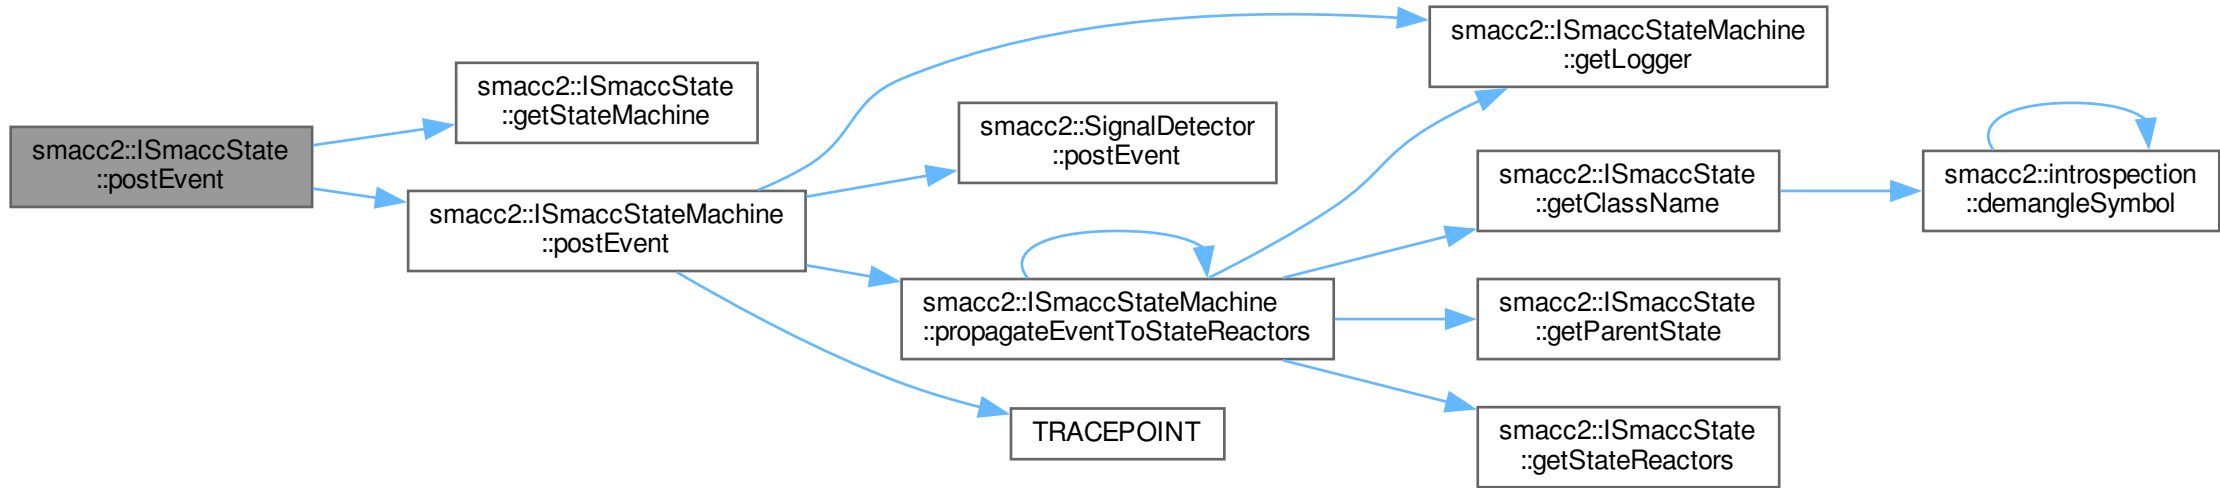 smacc2::ISmaccState
::postEvent
smacc2::ISmaccState
::getStateMachine
smacc2::ISmaccStateMachine
::postEvent
smacc2::SignalDetector
::postEvent
smacc2::ISmaccStateMachine
::propagateEventToStateReactors
TRACEPOINT
smacc2::ISmaccStateMachine
::getLogger
smacc2::ISmaccState
::getClassName
smacc2::ISmaccState
::getParentState
smacc2::ISmaccState
::getStateReactors
smacc2::introspection
::demangleSymbol